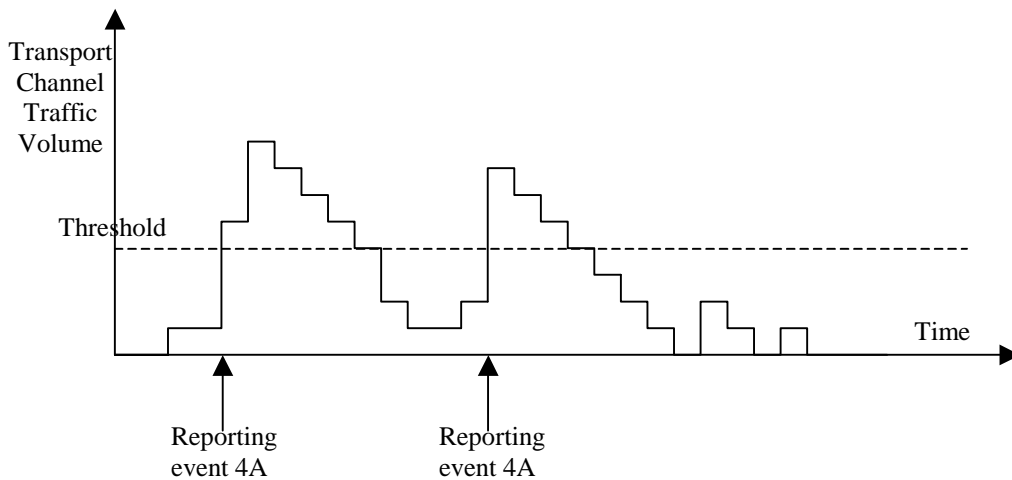 Transport
Channel
Traffic
Volume
Threshold
Time
Reporting
event 4A
Reporting
event 4A